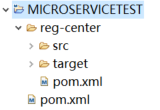 MICROSERVICETEST
reg-center
src
target
pom.xml
pom.xml